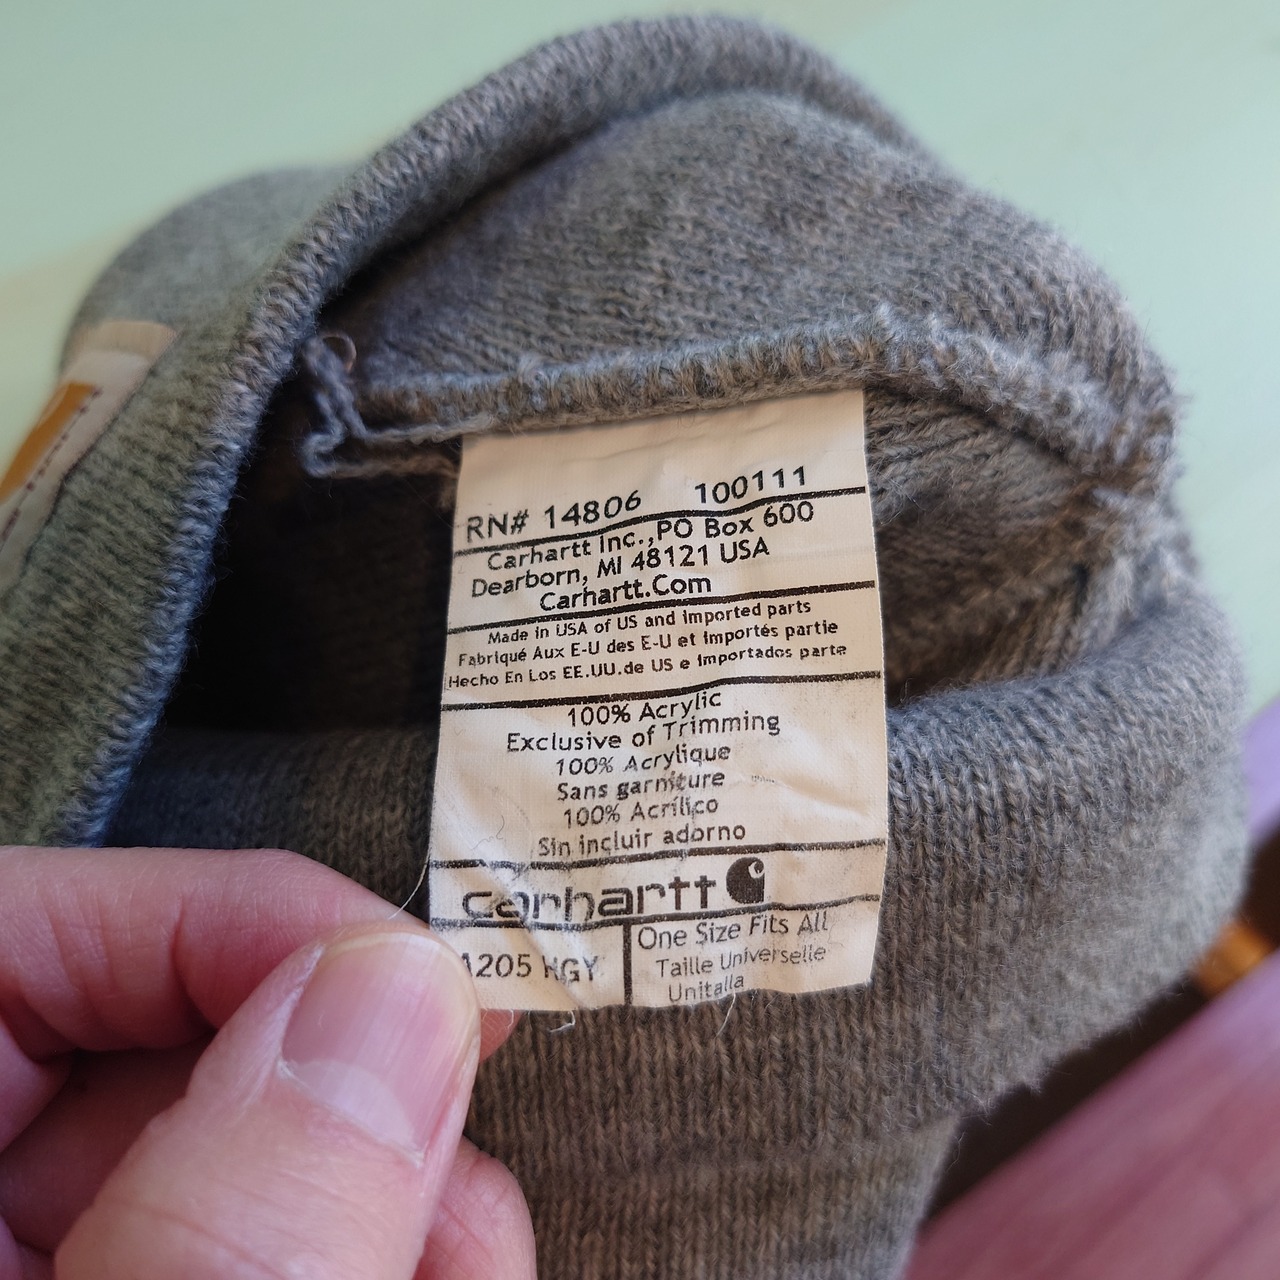 RN# 14806 100111
Carhartt Inc.,PO Box 600
Dearborn, MI 48121 USA
Carhartt.Com
Made in USA of US and imported parts
Fabriqué Aux E-U des E-U et Importés partie
Hecho En Los EE.UU.de US e Importados parte
100% Acrylic
Exclusive of Trimming
100% Acrylique
Sans garniture
100% Acrílico
Sin incluir adorno
carhartt
A205 HGY
One Size Fits All
Taille Universelle
Unitalla